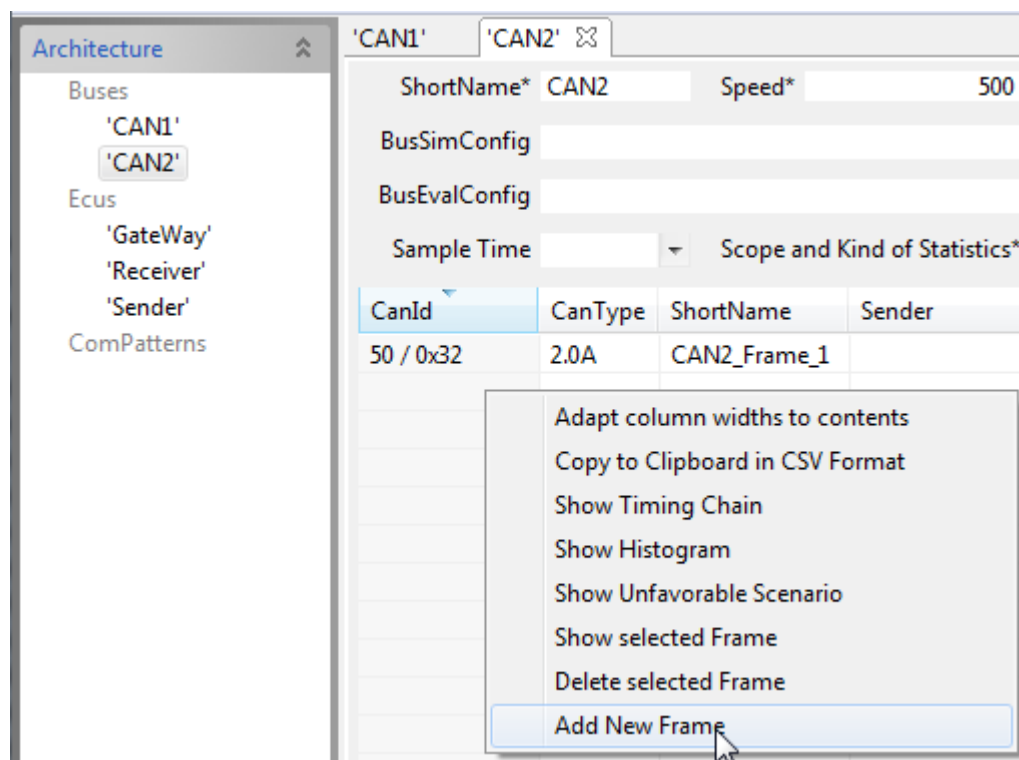 Architecture
Buses
'CAN1'
'CAN2'
Ecus
'GateWay'
'Receiver'
'Sender'
ComPatterns
'CAN1' 'CAN2'
ShortName* CAN2 Speed* 500
BusSimConfig
BusEvalConfig
Sample Time Scope and Kind of Statistics*
CanId CanType ShortName Sender
50 / 0x32 2.0A CAN2_Frame_1
Adapt column widths to contents
Copy to Clipboard in CSV Format
Show Timing Chain
Show Histogram
Show Unfavorable Scenario
Show selected Frame
Delete selected Frame
Add New Frame